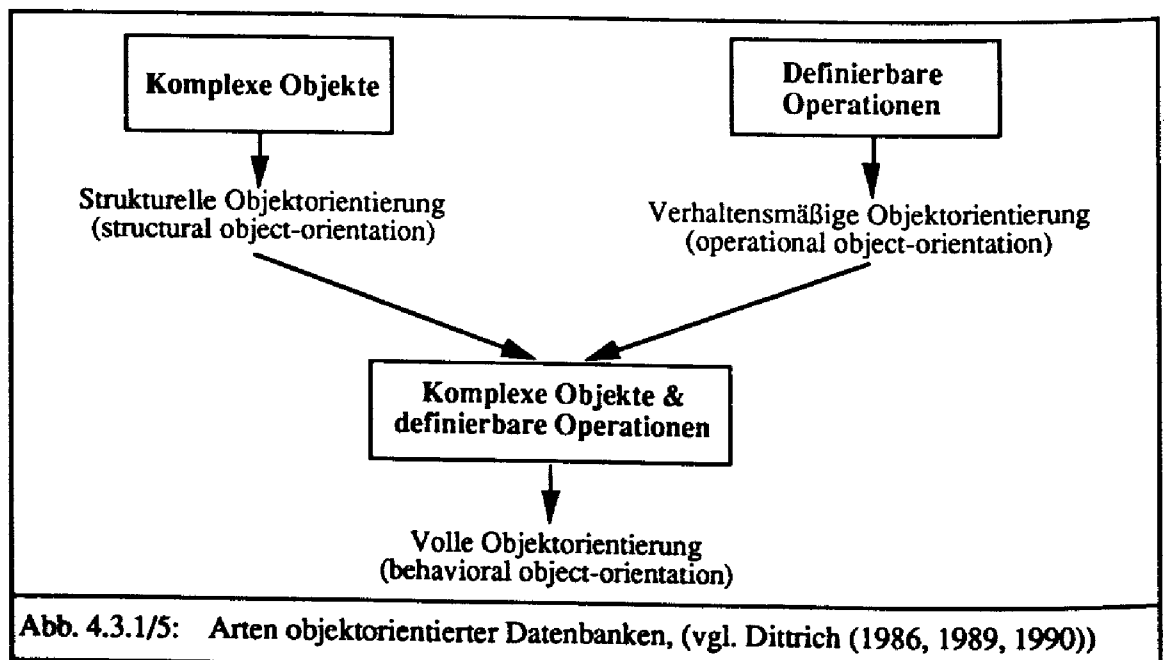 Komplexe Objekte
Definierbare
Operationen
Strukturelle Objektorientierung
(structural object-orientation)
Verhaltensmäßige Objektorientierung
(operational object-orientation)
Komplexe Objekte &
definierbare Operationen
Volle Objektorientierung
(behavioral object-orientation)
Abb. 4.3.1/5: Arten objektorientierter Datenbanken, (vgl. Dittrich (1986, 1989, 1990))